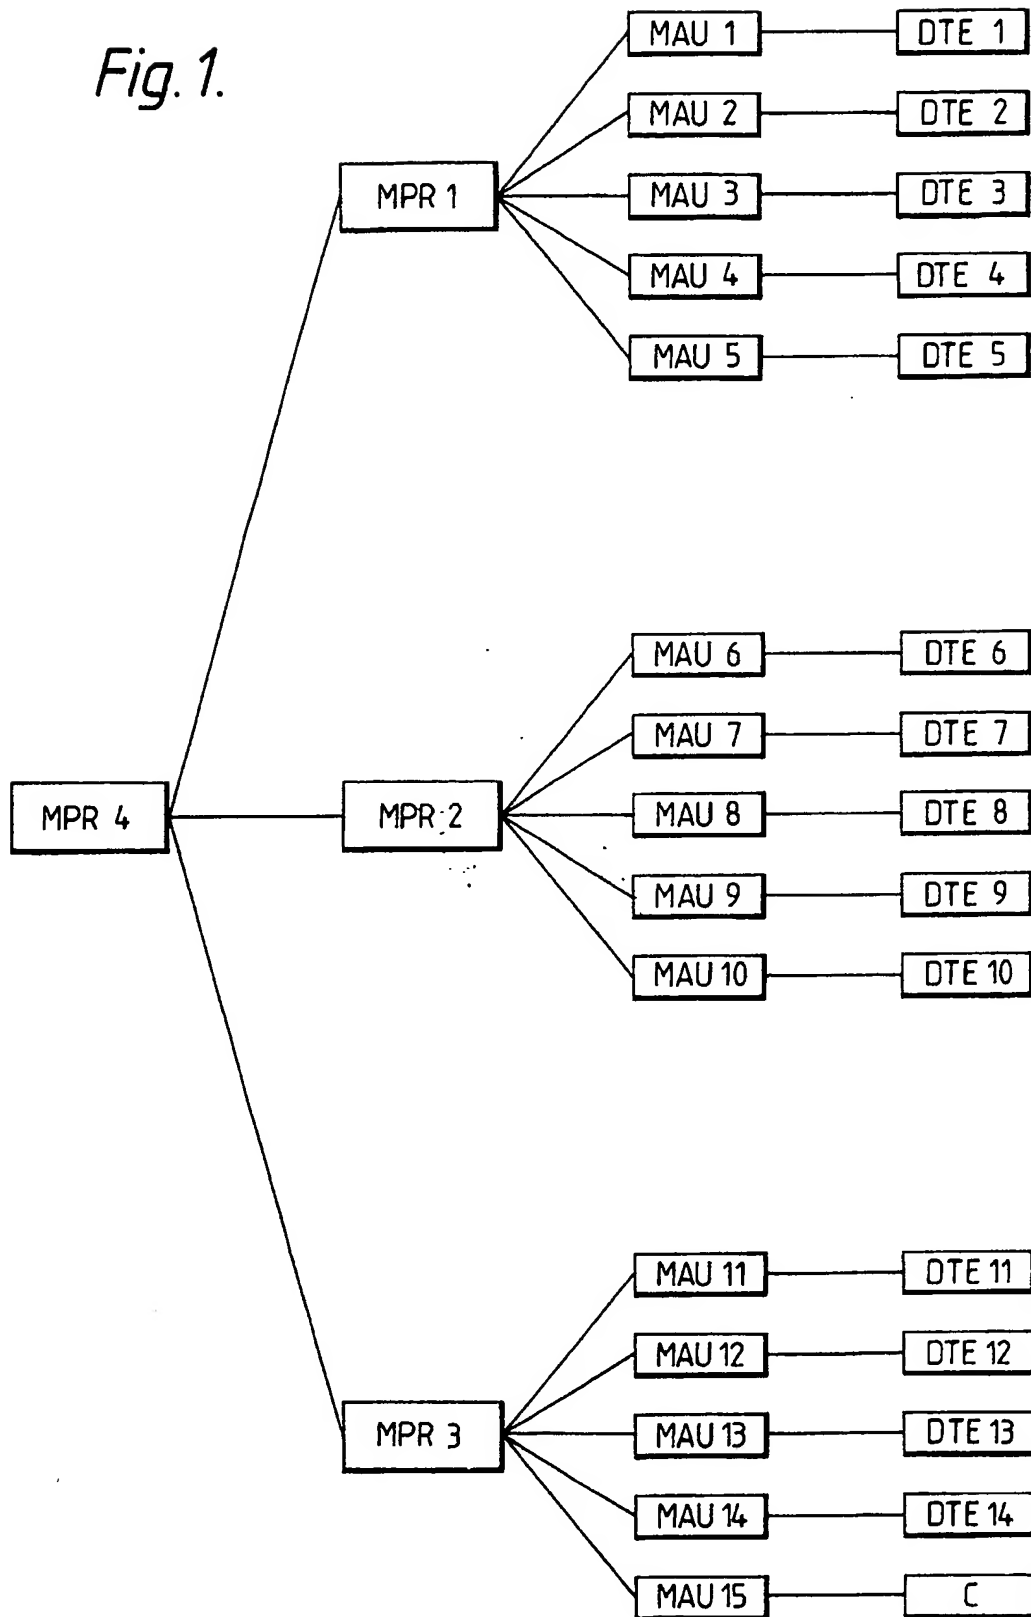 Fig. 1.
MAU 1 DTE 1
MAU 2 DTE 2
MPR 1 MAU 3 DTE 3
MAU 4 DTE 4
MAU 5 DTE 5
MAU 6 DTE 6
MAU 7 DTE 7
MPR 4 MPR 2 MAU 8 DTE 8
MAU 9 DTE 9
MAU 10 DTE 10
MAU 11 DTE 11
MAU 12 DTE 12
MPR 3 MAU 13 DTE 13
MAU 14 DTE 14
MAU 15 C